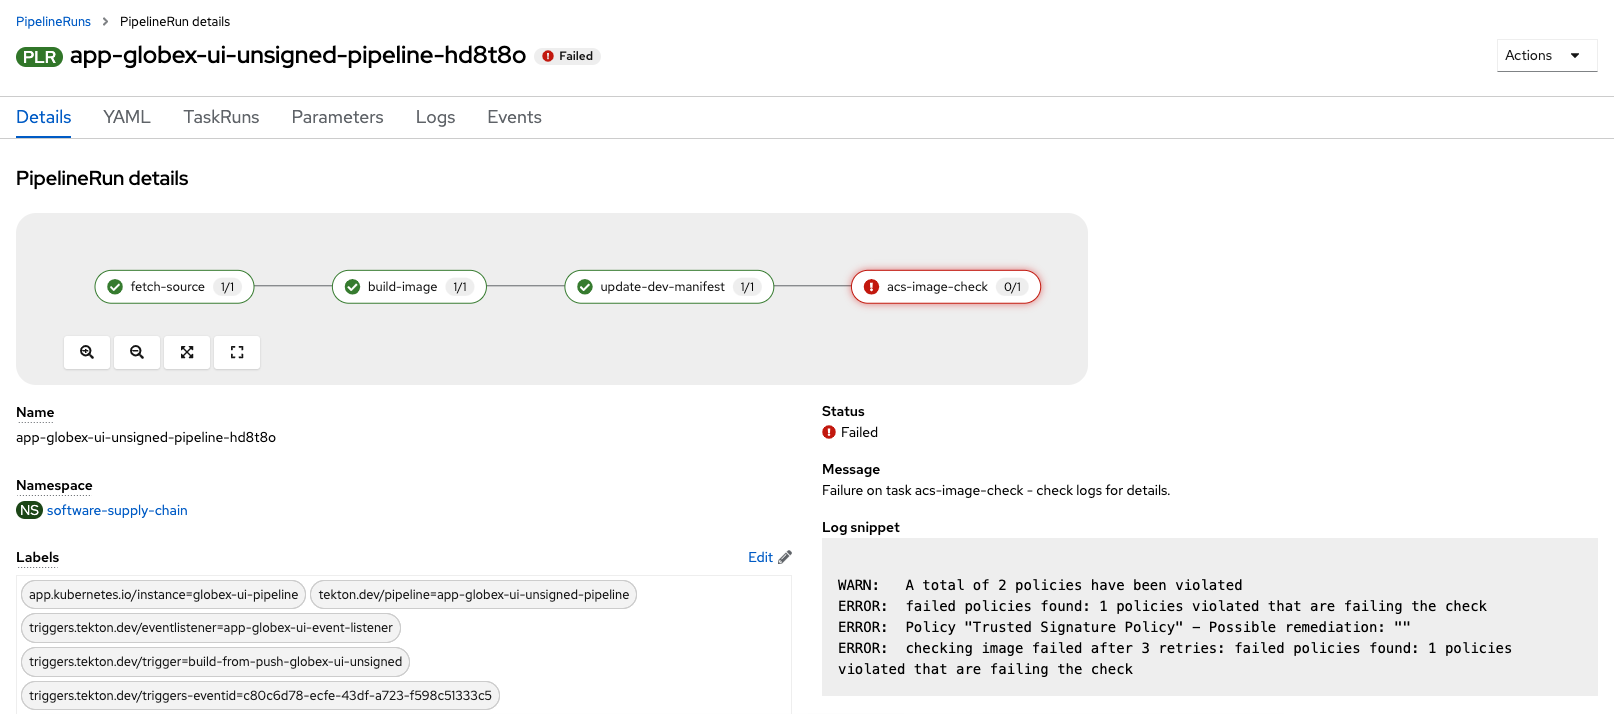 PipelineRuns > PipelineRun details
PLR app-globex-ui-unsigned-pipeline-hd8t8o Failed
Actions
Details YAML TaskRuns Parameters Logs Events
PipelineRun details
fetch-source 1/1 build-image 1/1 update-dev-manifest 1/1 acs-image-check 0/1
Name
app-globex-ui-unsigned-pipeline-hd8t8o
Namespace
NS software-supply-chain
Labels Edit
app.kubernetes.io/instance=globex-ui-pipeline tekton.dev/pipeline=app-globex-ui-unsigned-pipeline
triggers.tekton.dev/eventlistener=app-globex-ui-event-listener
triggers.tekton.dev/trigger=build-from-push-globex-ui-unsigned
triggers.tekton.dev/triggers-eventid=c80c6d78-ecfe-43df-a723-f598c51333c5
Status
Failed
Message
Failure on task acs-image-check - check logs for details.
Log snippet
WARN: A total of 2 policies have been violated
ERROR: failed policies found: 1 policies violated that are failing the check
ERROR: Policy "Trusted Signature Policy" - Possible remediation: ""
ERROR: checking image failed after 3 retries: failed policies found: 1 policies
violated that are failing the check